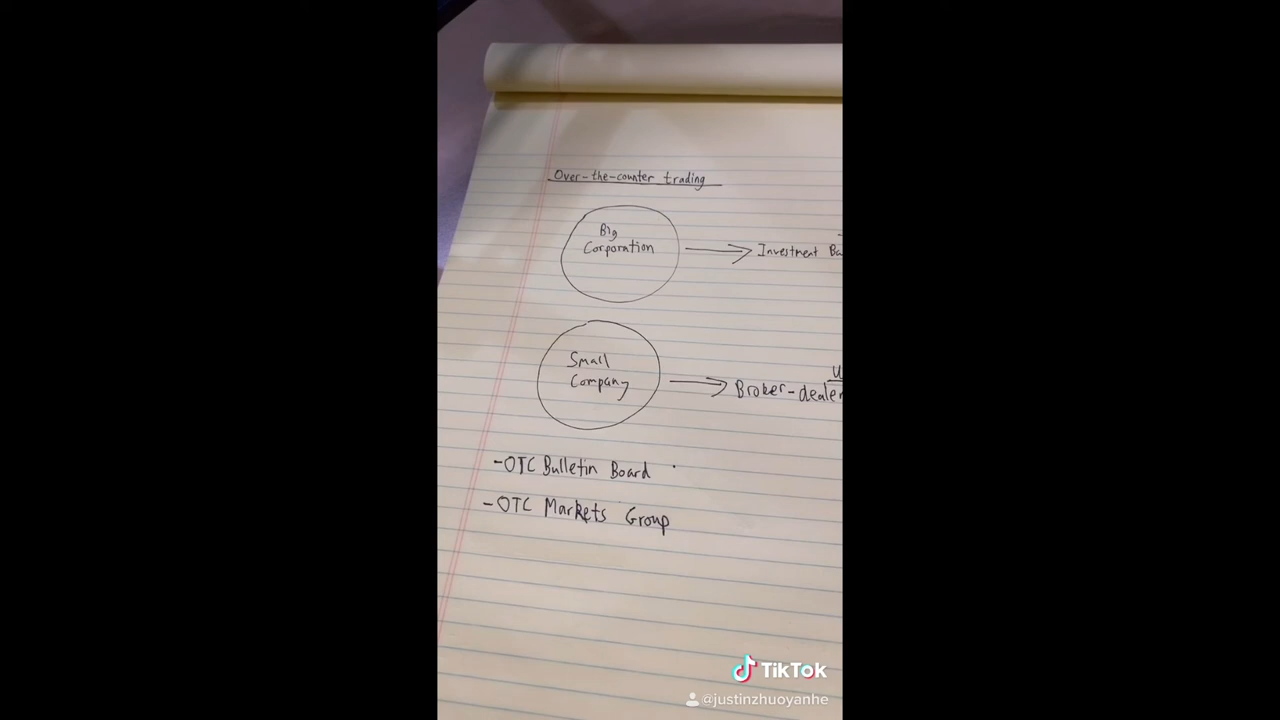 Over-the-counter trading
Big
Corporation
Investment
Small
Company
Broker-dealer
-OTC Bulletin Board
-OTC Markets Group
TikTok
@justinzhuoyanhe